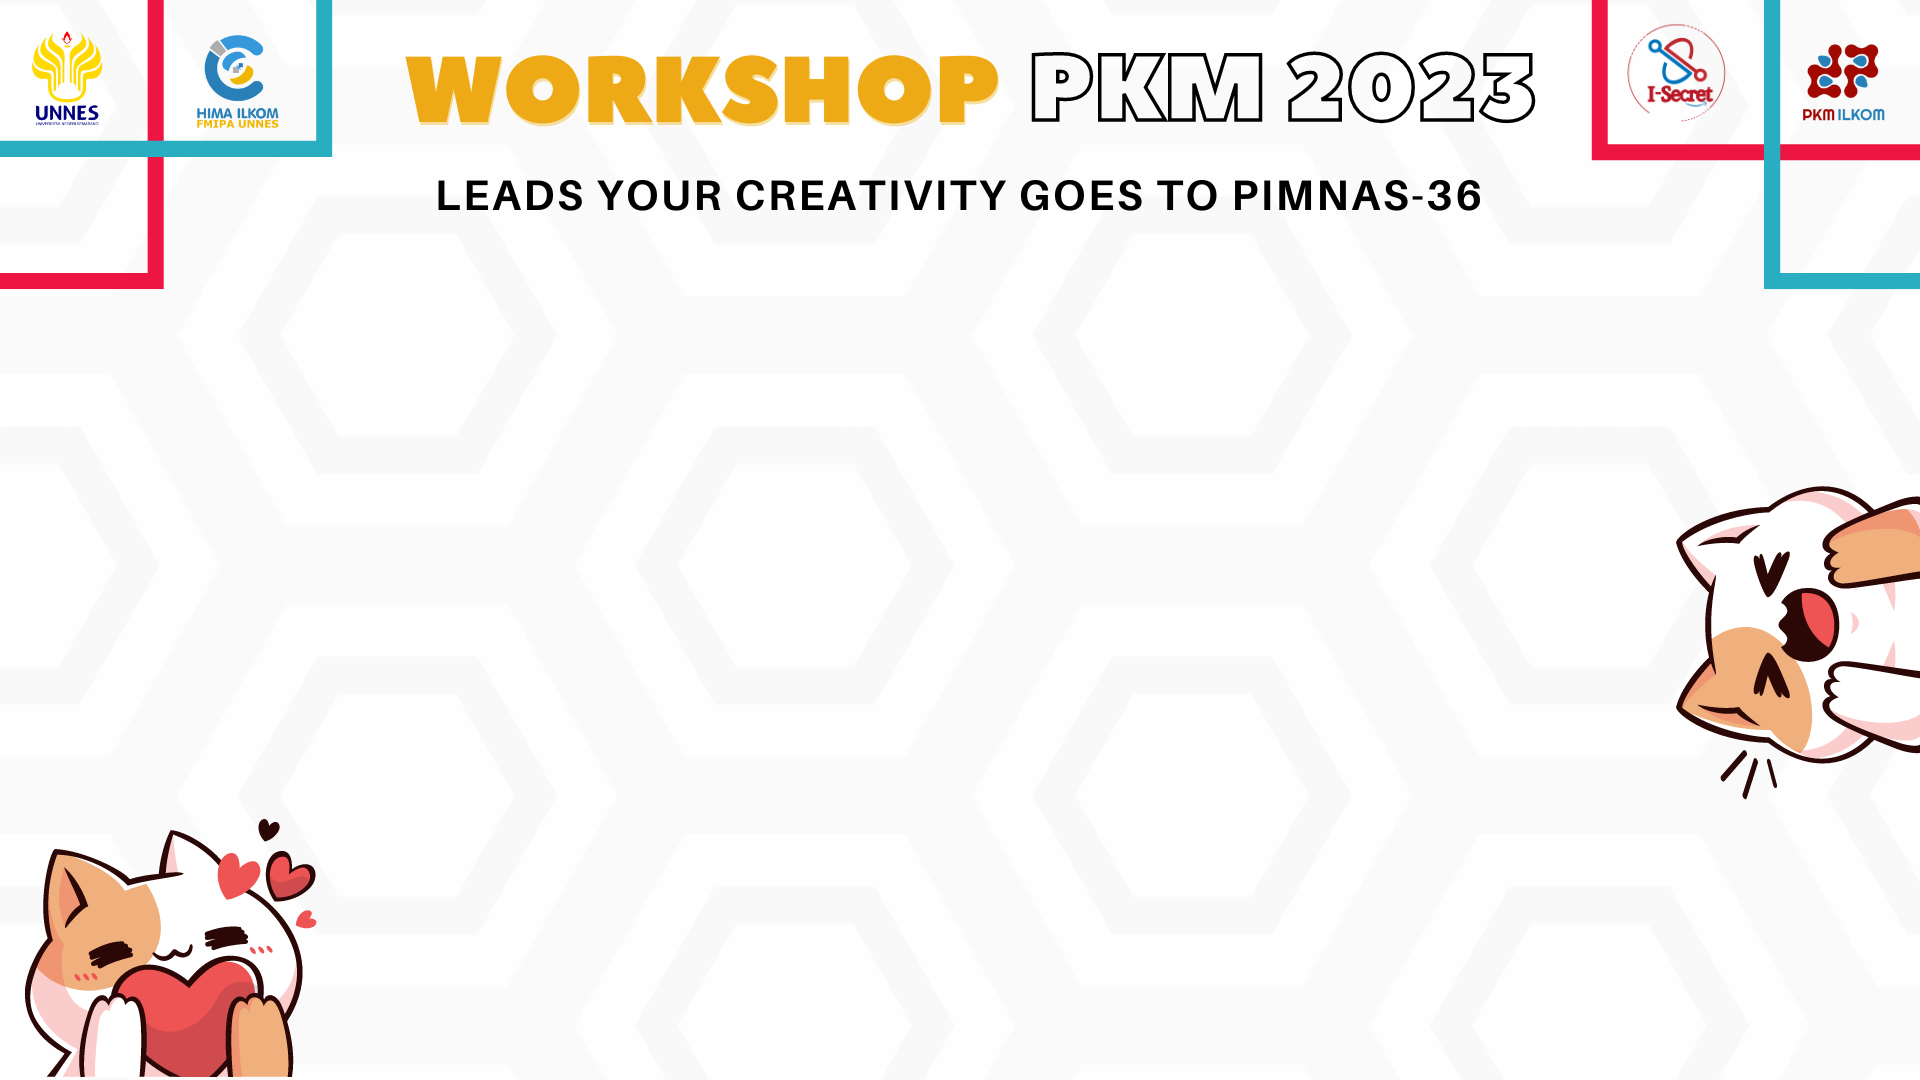 UNNES
HIMA ILKOM
FMIPA UNNES
WORKSHOP PKM 2023
LEADS YOUR CREATIVITY GOES TO PIMNAS-36
I-Secret
PKM ILKOM